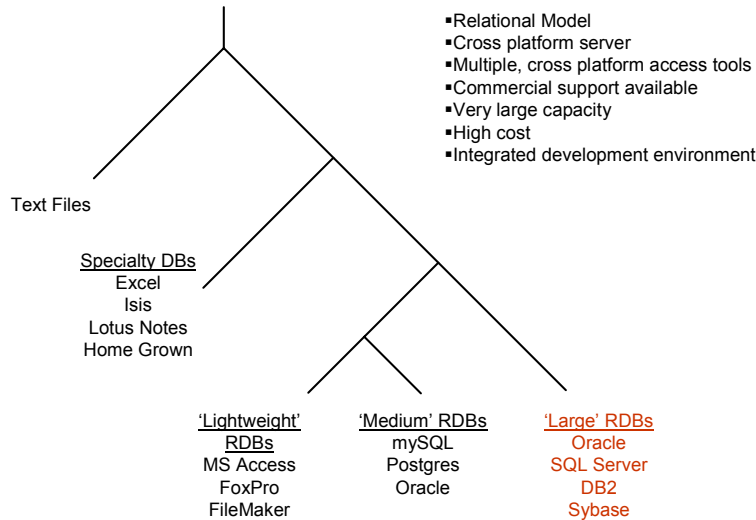 ▪Relational Model
▪Cross platform server
▪Multiple, cross platform access tools
▪Commercial support available
▪Very large capacity
▪High cost
▪Integrated development environment
Text Files
Specialty DBs
Excel
Isis
Lotus Notes
Home Grown
‘Lightweight’
RDBs
MS Access
FoxPro
FileMaker
‘Medium’ RDBs
mySQL
Postgres
Oracle
‘Large’ RDBs
Oracle
SQL Server
DB2
Sybase